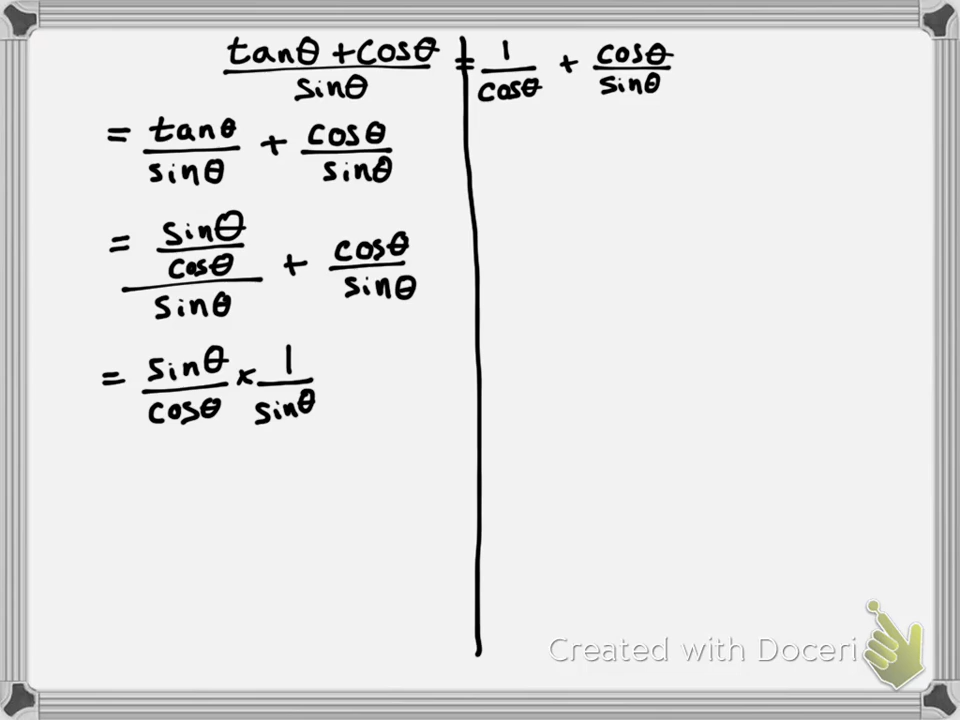 tanθ + cosθ / sinθ = 1/cosθ + cosθ/sinθ
= tanθ/sinθ + cosθ/sinθ
= sinθ/cosθ / sinθ + cosθ/sinθ
= sinθ/cosθ × 1/sinθ
Created with Doceri